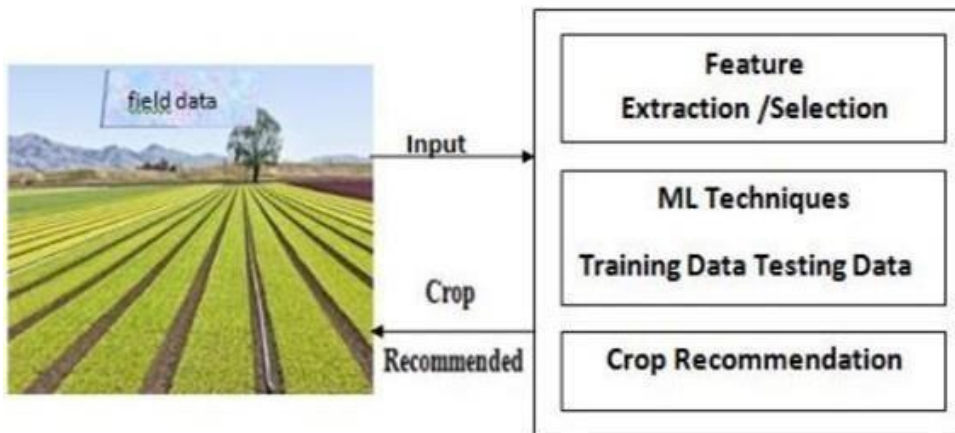 field data
Input
Crop
Recommended
Feature
Extraction /Selection
ML Techniques
Training Data Testing Data
Crop Recommendation